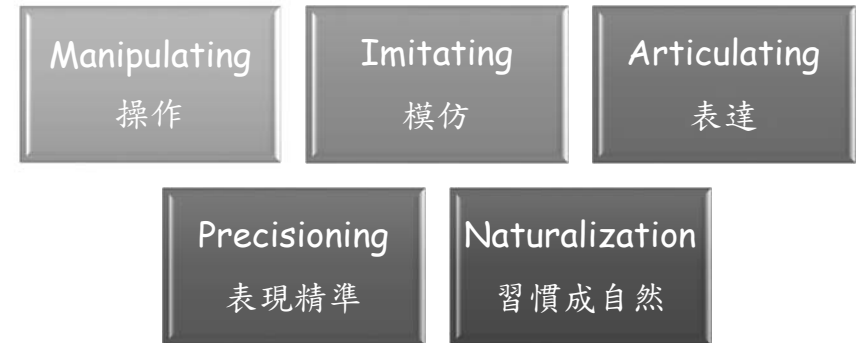 Manipulating
操作
Imitating
模仿
Articulating
表達
Precisioning
表現精準
Naturalization
習慣成自然